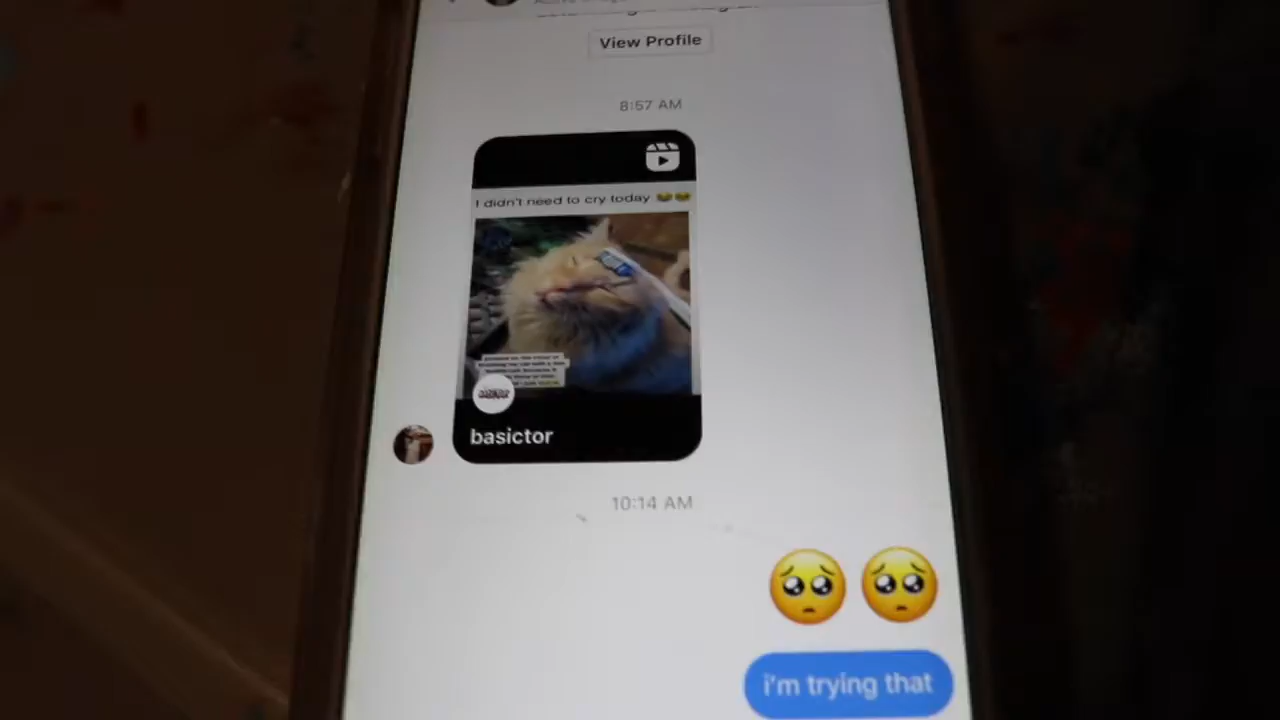 View Profile
8:57 AM
I didn't need to cry today 😂😂
basictor
10:14 AM
🥺 🥺
i'm trying that